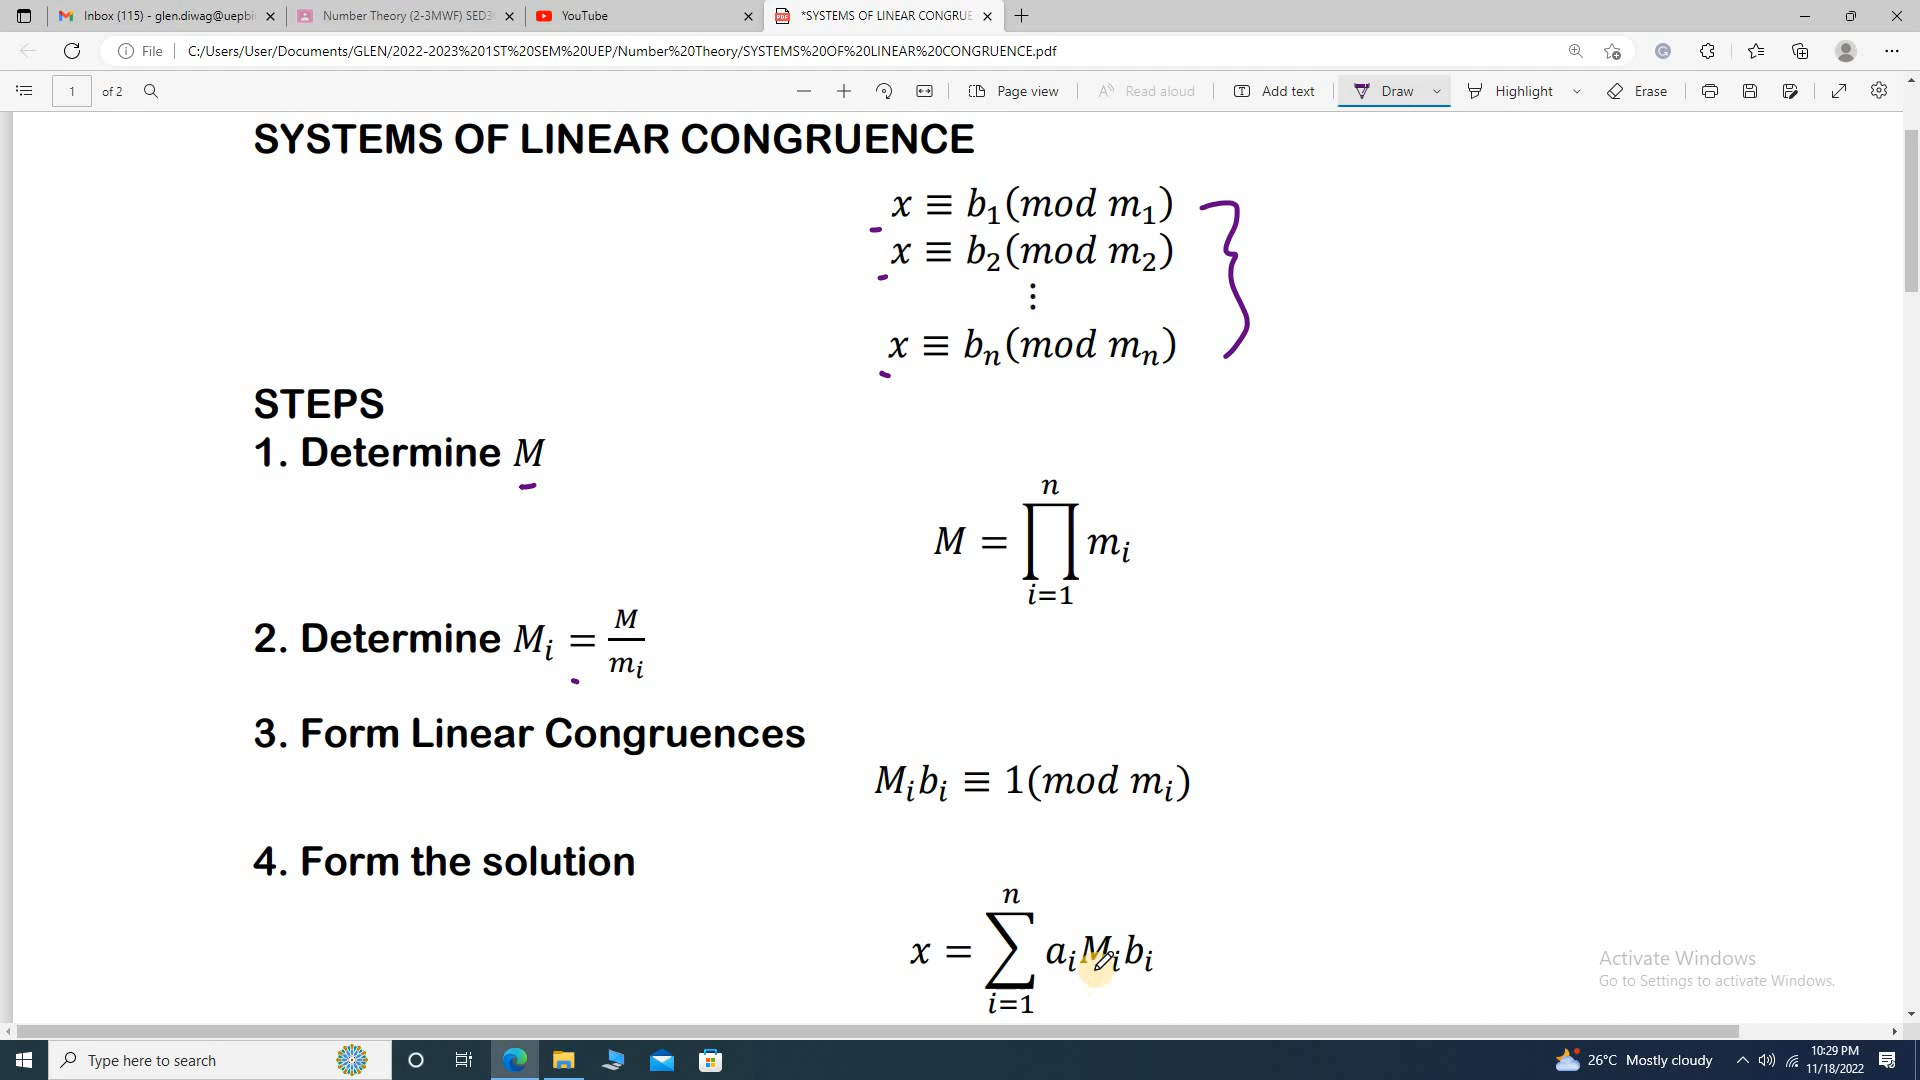 Inbox (115) - glen.diwag@uepbi
Number Theory (2-3MWF) SED3
YouTube
*SYSTEMS OF LINEAR CONGRUE
File
C:/Users/User/Documents/GLEN/2022-2023%201ST%20SEM%20UEP/Number%20Theory/SYSTEMS%20OF%20LINEAR%20CONGRUENCE.pdf
1 of 2
Page view
Read aloud
Add text
Draw
Highlight
Erase
SYSTEMS OF LINEAR CONGRUENCE
x ≡ b₁(mod m₁)
x ≡ b₂(mod m₂)
⋮
x ≡ bₙ(mod mₙ)
STEPS
1. Determine M
n
M = ∏ mᵢ
i=1
2. Determine Mᵢ = M/mᵢ
3. Form Linear Congruences
Mᵢbᵢ ≡ 1(mod mᵢ)
4. Form the solution
n
x = ∑ aᵢMᵢbᵢ
i=1
Activate Windows
Go to Settings to activate Windows.
Type here to search
26°C Mostly cloudy
10:29 PM
11/18/2022